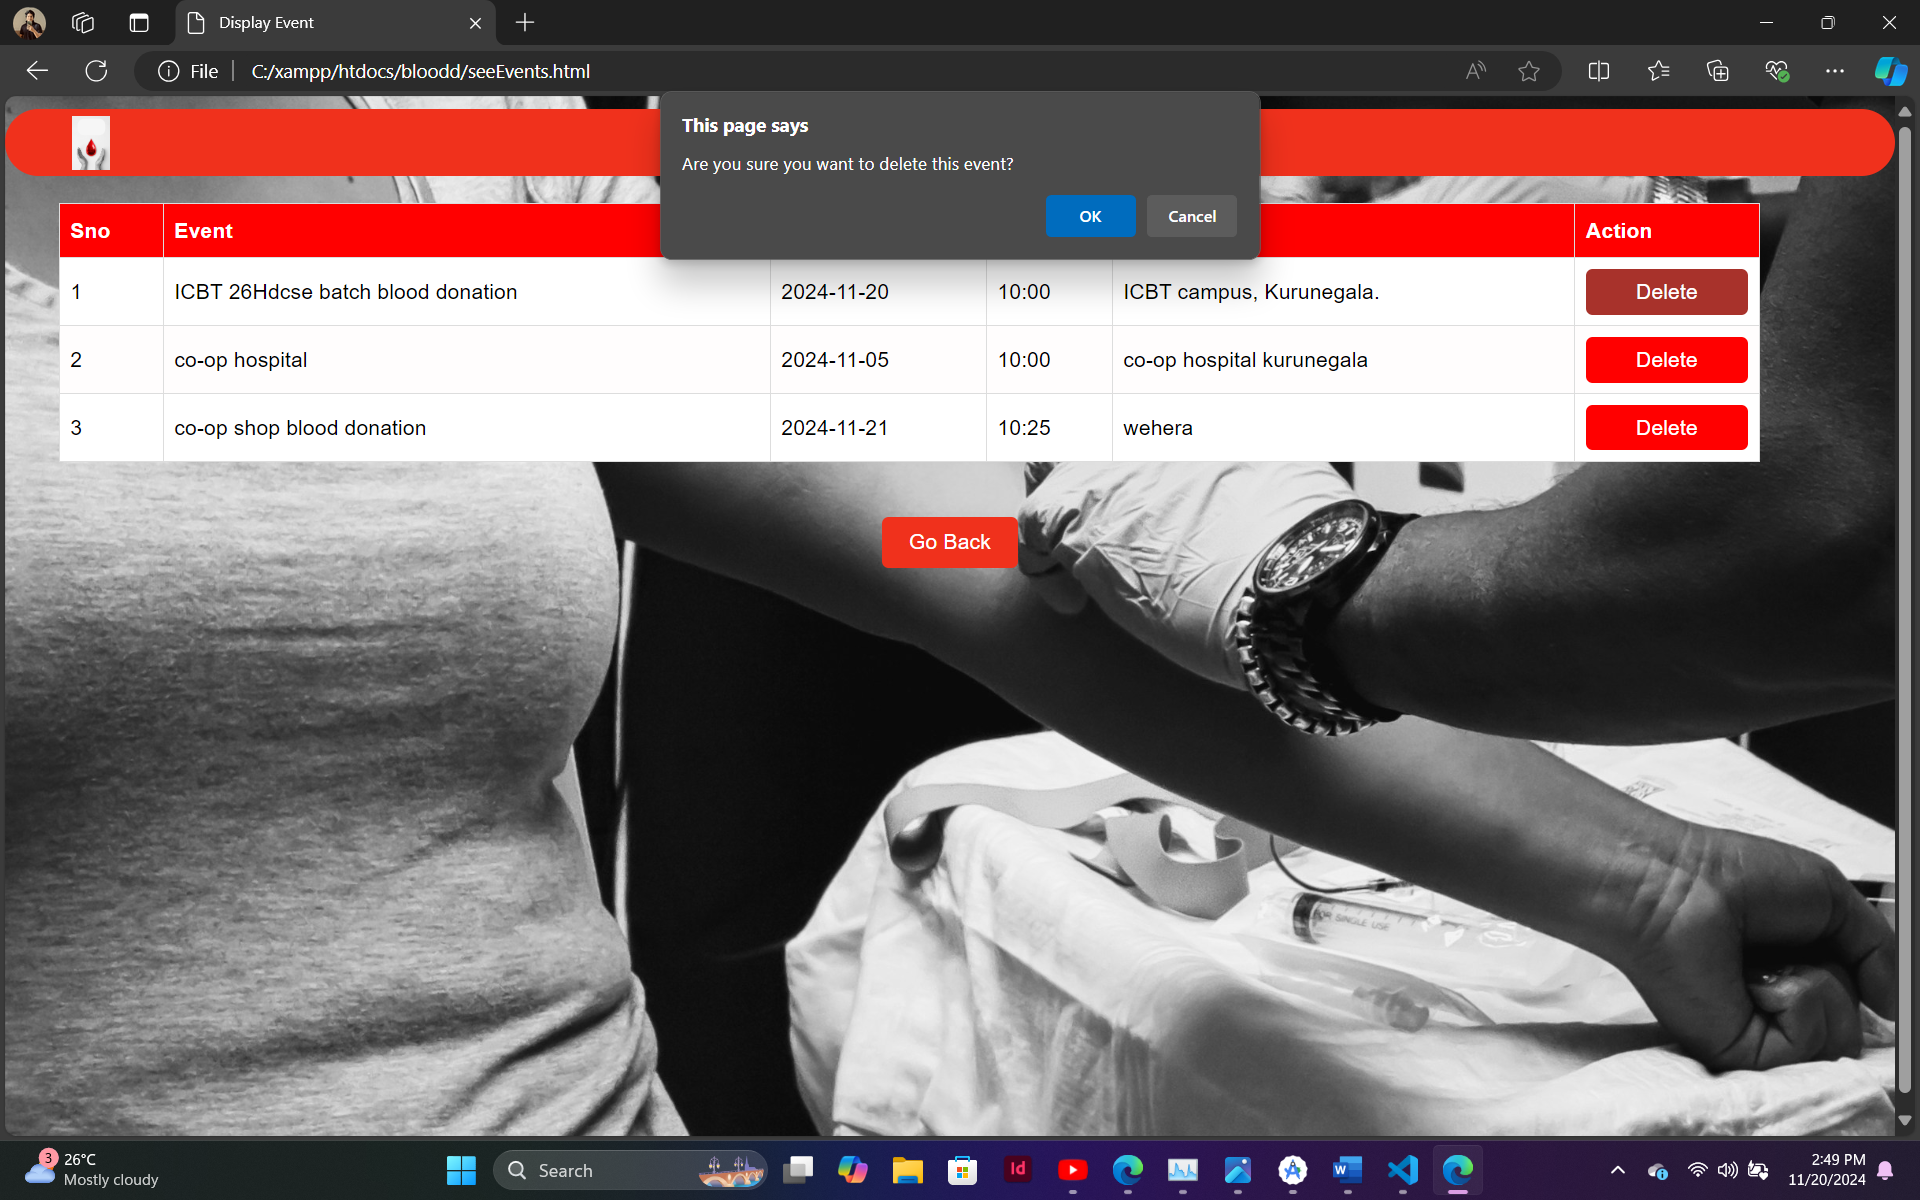 Display Event
File
C:/xampp/htdocs/bloodd/seeEvents.html
This page says
Are you sure you want to delete this event?
OK Cancel
Sno Event Action
1 ICBT 26Hdcse batch blood donation 2024-11-20 10:00 ICBT campus, Kurunegala. Delete
2 co-op hospital 2024-11-05 10:00 co-op hospital kurunegala Delete
3 co-op shop blood donation 2024-11-21 10:25 wehera Delete
Go Back
FOR SINGLE USE
3
26°C
Mostly cloudy
Search
Id
2:49 PM
11/20/2024